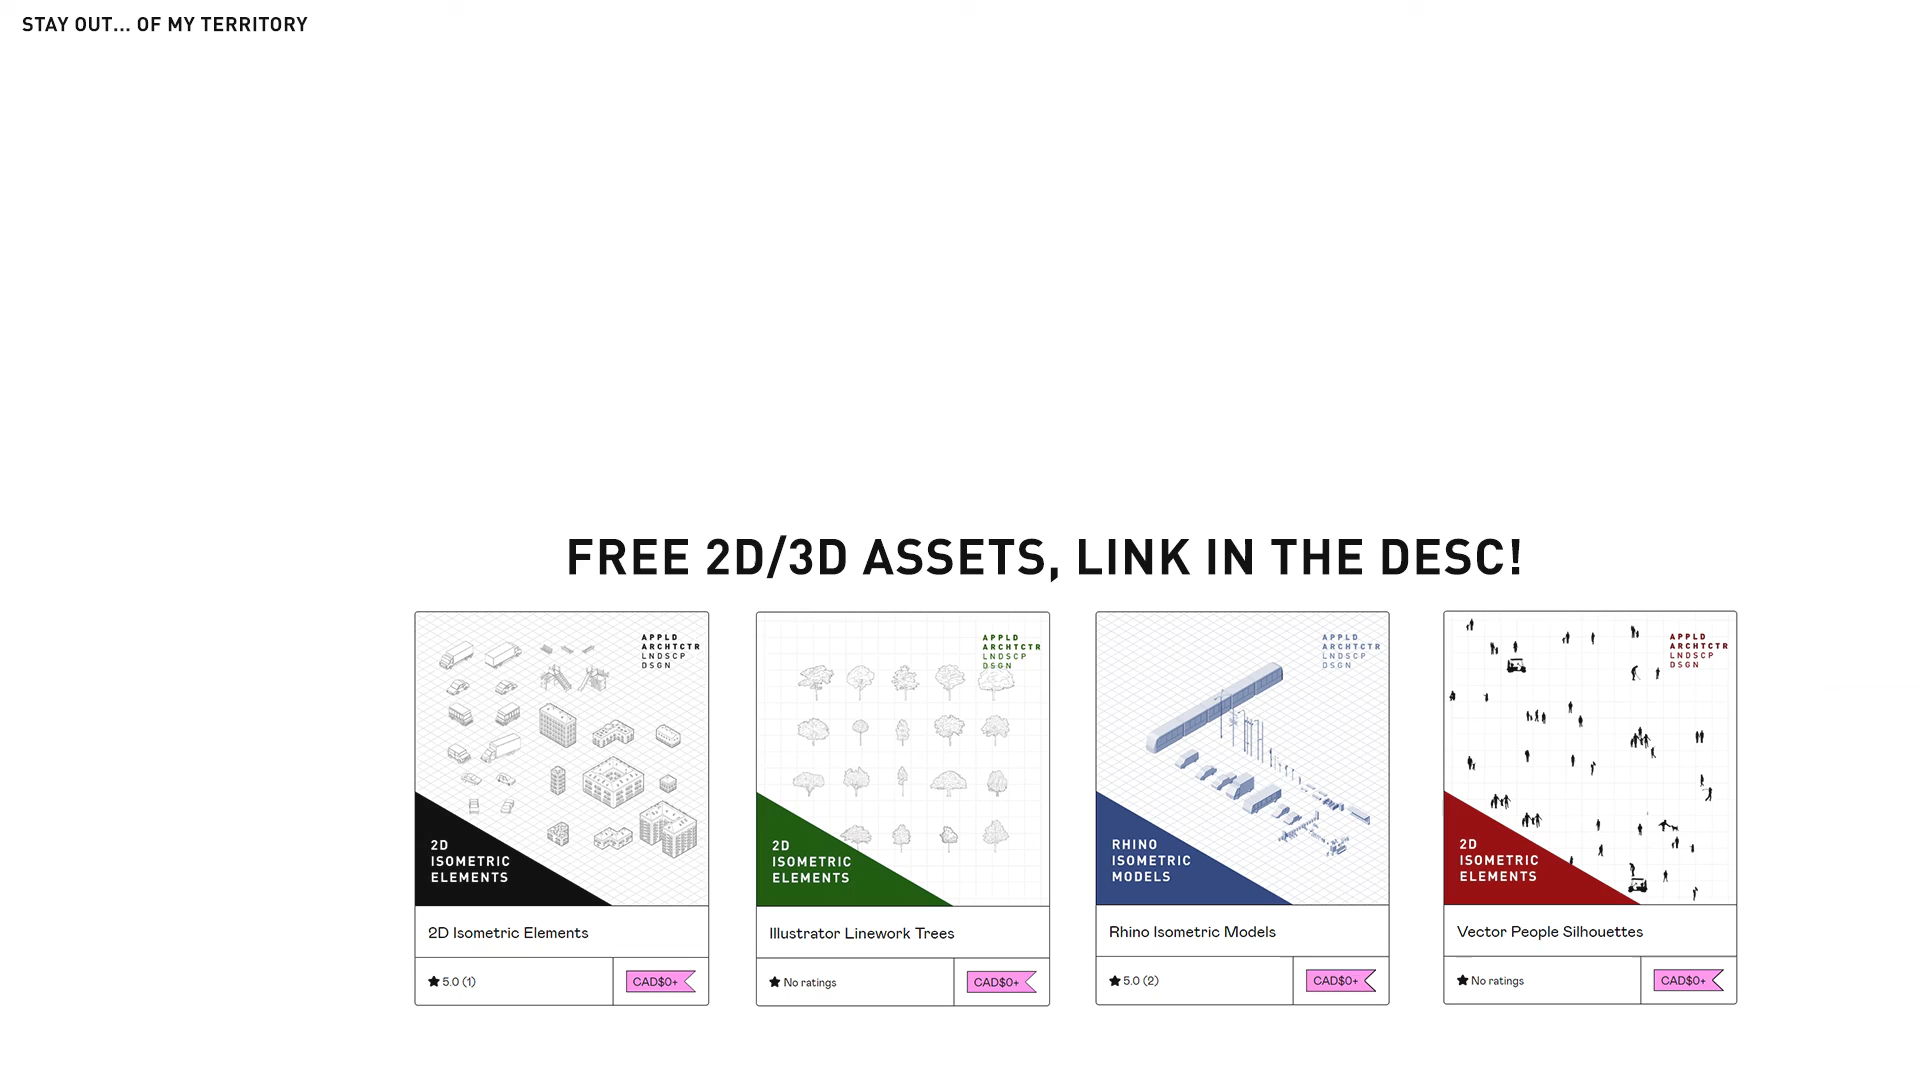 STAY OUT... OF MY TERRITORY
FREE 2D/3D ASSETS, LINK IN THE DESC!
APPLD
ARCHTCTR
LNDSCP
DSGN
2D
ISOMETRIC
ELEMENTS
2D Isometric Elements
5.0 (1)
CAD$0+
APPLD
ARCHTCTR
LNDSCP
DSGN
2D
ISOMETRIC
ELEMENTS
Illustrator Linework Trees
No ratings
CAD$0+
APPLD
ARCHTCTR
LNDSCP
DSGN
RHINO
ISOMETRIC
MODELS
Rhino Isometric Models
5.0 (2)
CAD$0+
APPLD
ARCHTCTR
LNDSCP
DSGN
2D
ISOMETRIC
ELEMENTS
Vector People Silhouettes
No ratings
CAD$0+